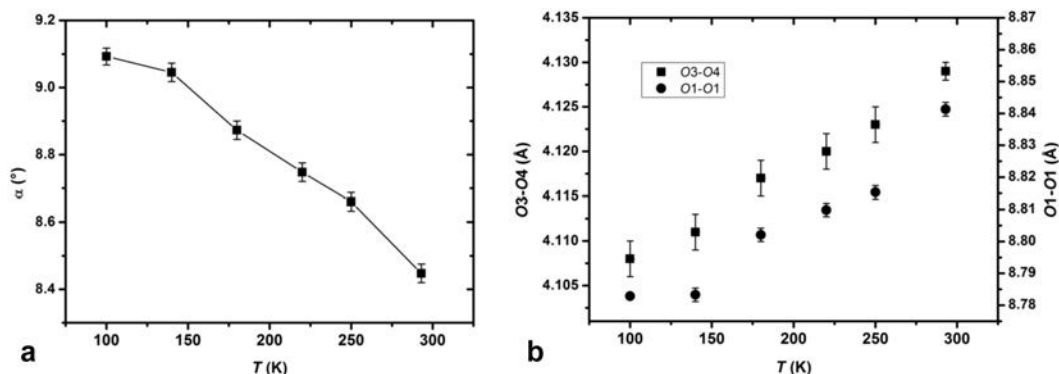 9.2
9.0
8.8
8.6
8.4
α (°)
100 150 200 250 300
T (K)
a
4.135
4.130
4.125
4.120
4.115
4.110
4.105
O3-O4 (Å)
O3-O4
O1-O1
8.87
8.86
8.85
8.84
8.83
8.82
8.81
8.80
8.79
8.78
O1-O1 (Å)
100 150 200 250 300
T (K)
b